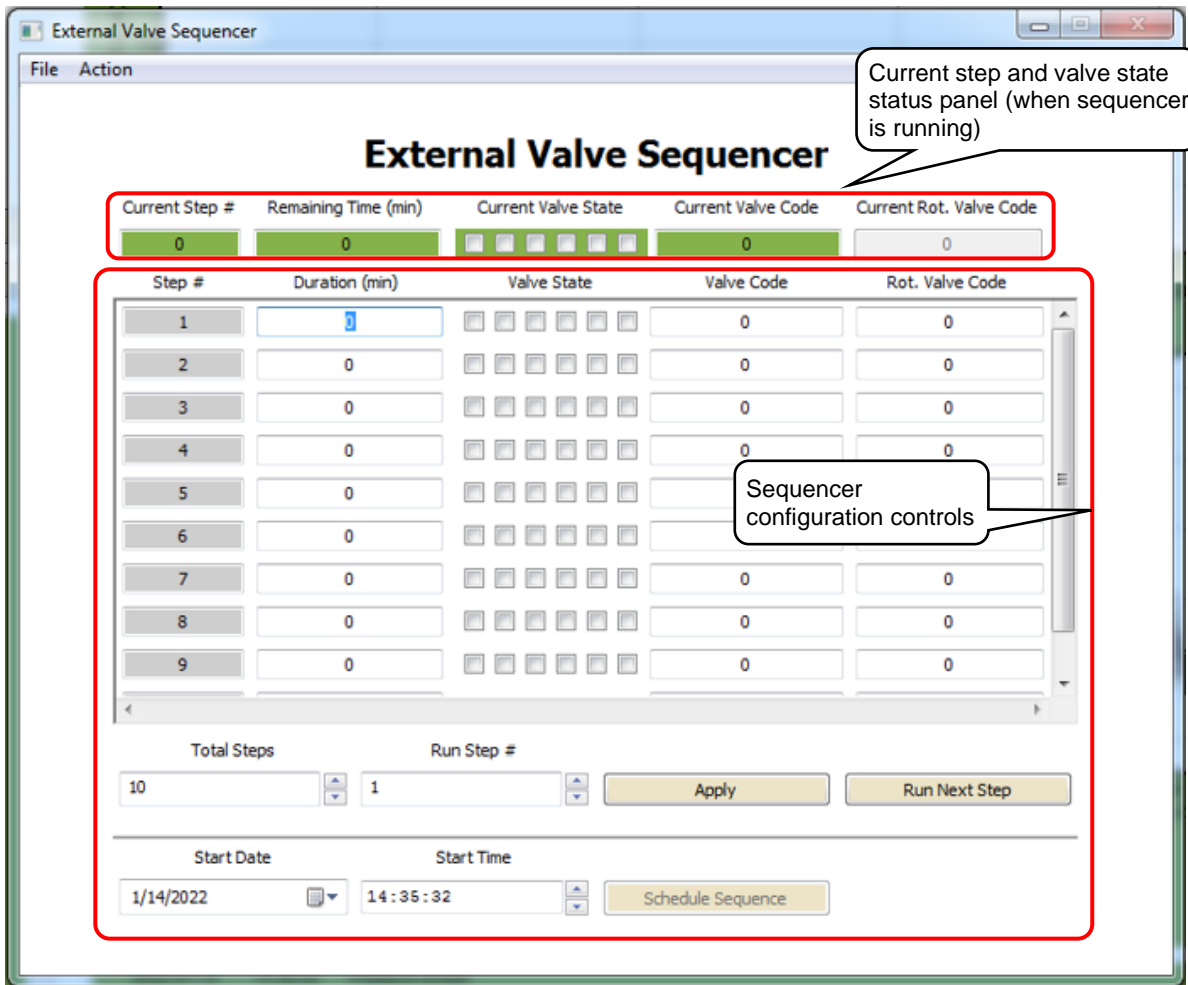 External Valve Sequencer
File Action
Current step and valve state
status panel (when sequencer
is running)
External Valve Sequencer
Current Step # Remaining Time (min) Current Valve State Current Valve Code Current Rot. Valve Code
0 0 0 0
Step # Duration (min) Valve State Valve Code Rot. Valve Code
1 0 0 0
2 0 0 0
3 0 0 0
4 0 0 0
5 0
6 0
Sequencer
configuration controls
7 0 0 0
8 0 0 0
9 0 0 0
Total Steps Run Step #
10 1 Apply Run Next Step
Start Date Start Time
1/14/2022 14:35:32 Schedule Sequence